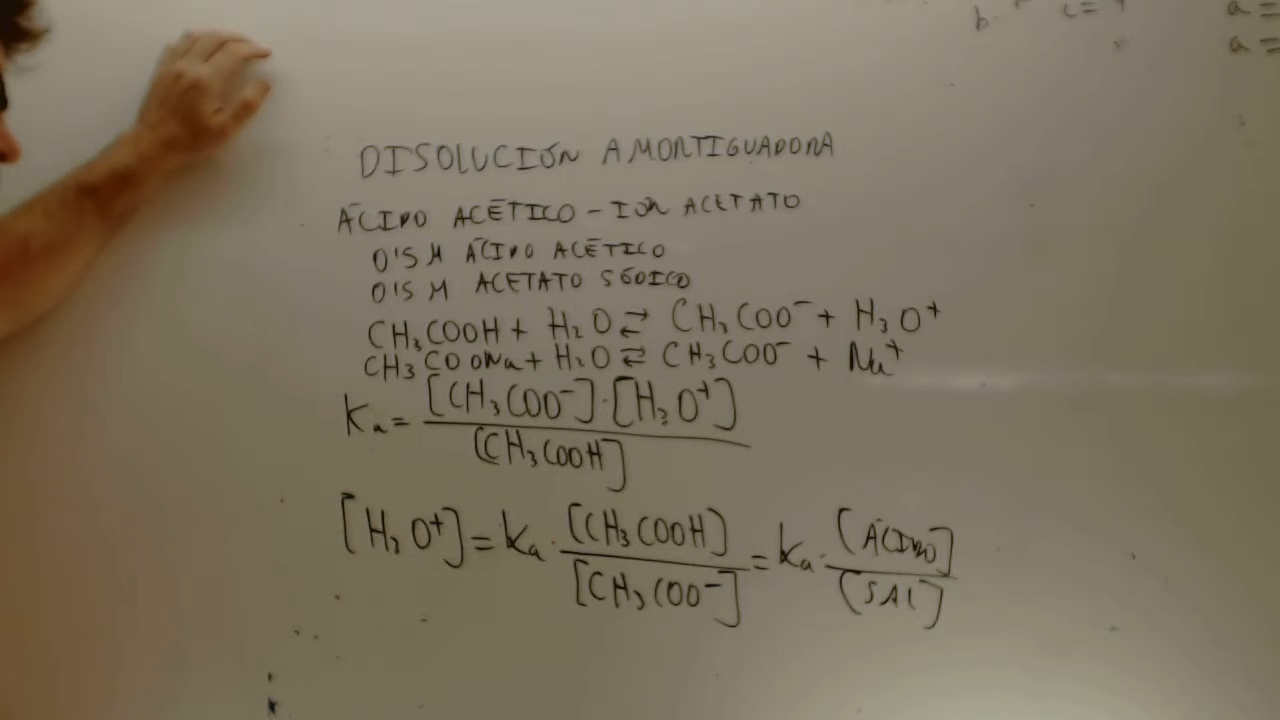 b. c=
a=
a=
DISOLUCIÓN AMORTIGUADORA
ÁCIDO ACÉTICO - IÓN ACETATO
0'5 M ÁCIDO ACÉTICO
0'5 M ACETATO SÓDICO
CH₃COOH + H₂O ⇄ CH₃COO⁻ + H₃O⁺
CH₃COONa + H₂O ⇄ CH₃COO⁻ + Na⁺
Ka = [CH₃COO⁻]·[H₃O⁺] / [CH₃COOH]
[H₃O⁺] = Ka · [CH₃COOH] / [CH₃COO⁻] = Ka · [ÁCIDO] / [SAL]